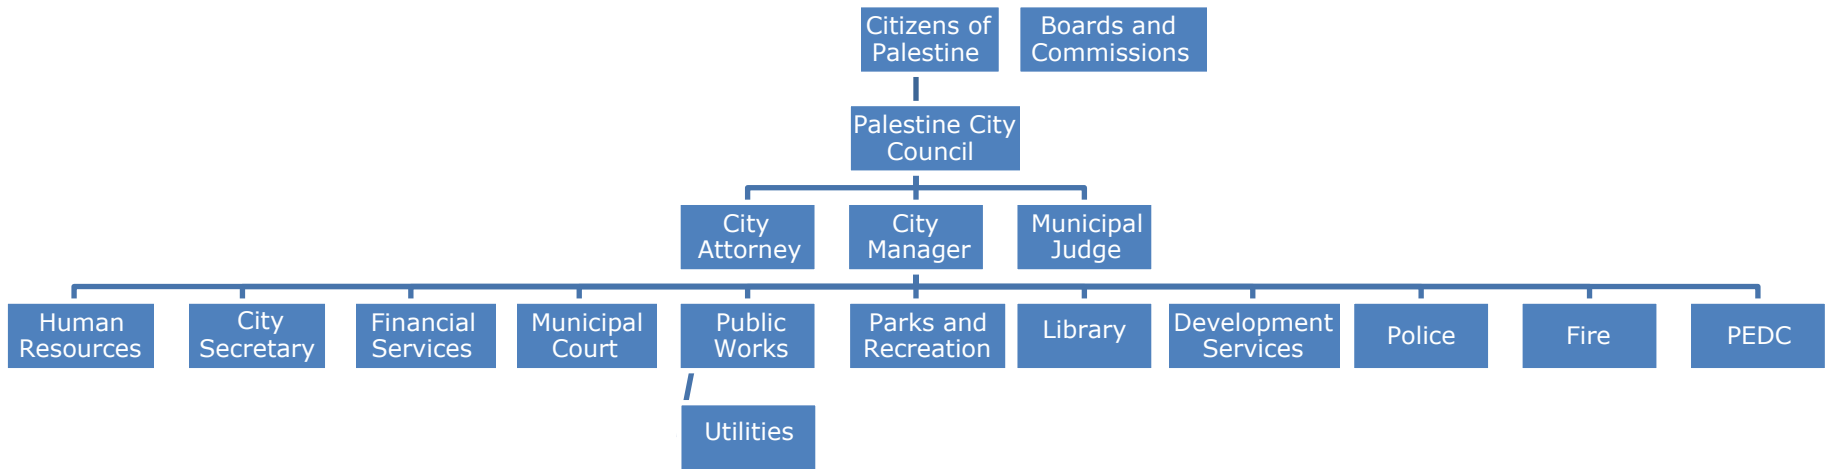 Citizens of
Palestine
Boards and
Commissions
Palestine City
Council
City
Attorney
City
Manager
Municipal
Judge
Human
Resources
City
Secretary
Financial
Services
Municipal
Court
Public
Works
Parks and
Recreation
Library
Development
Services
Police
Fire
PEDC
Utilities